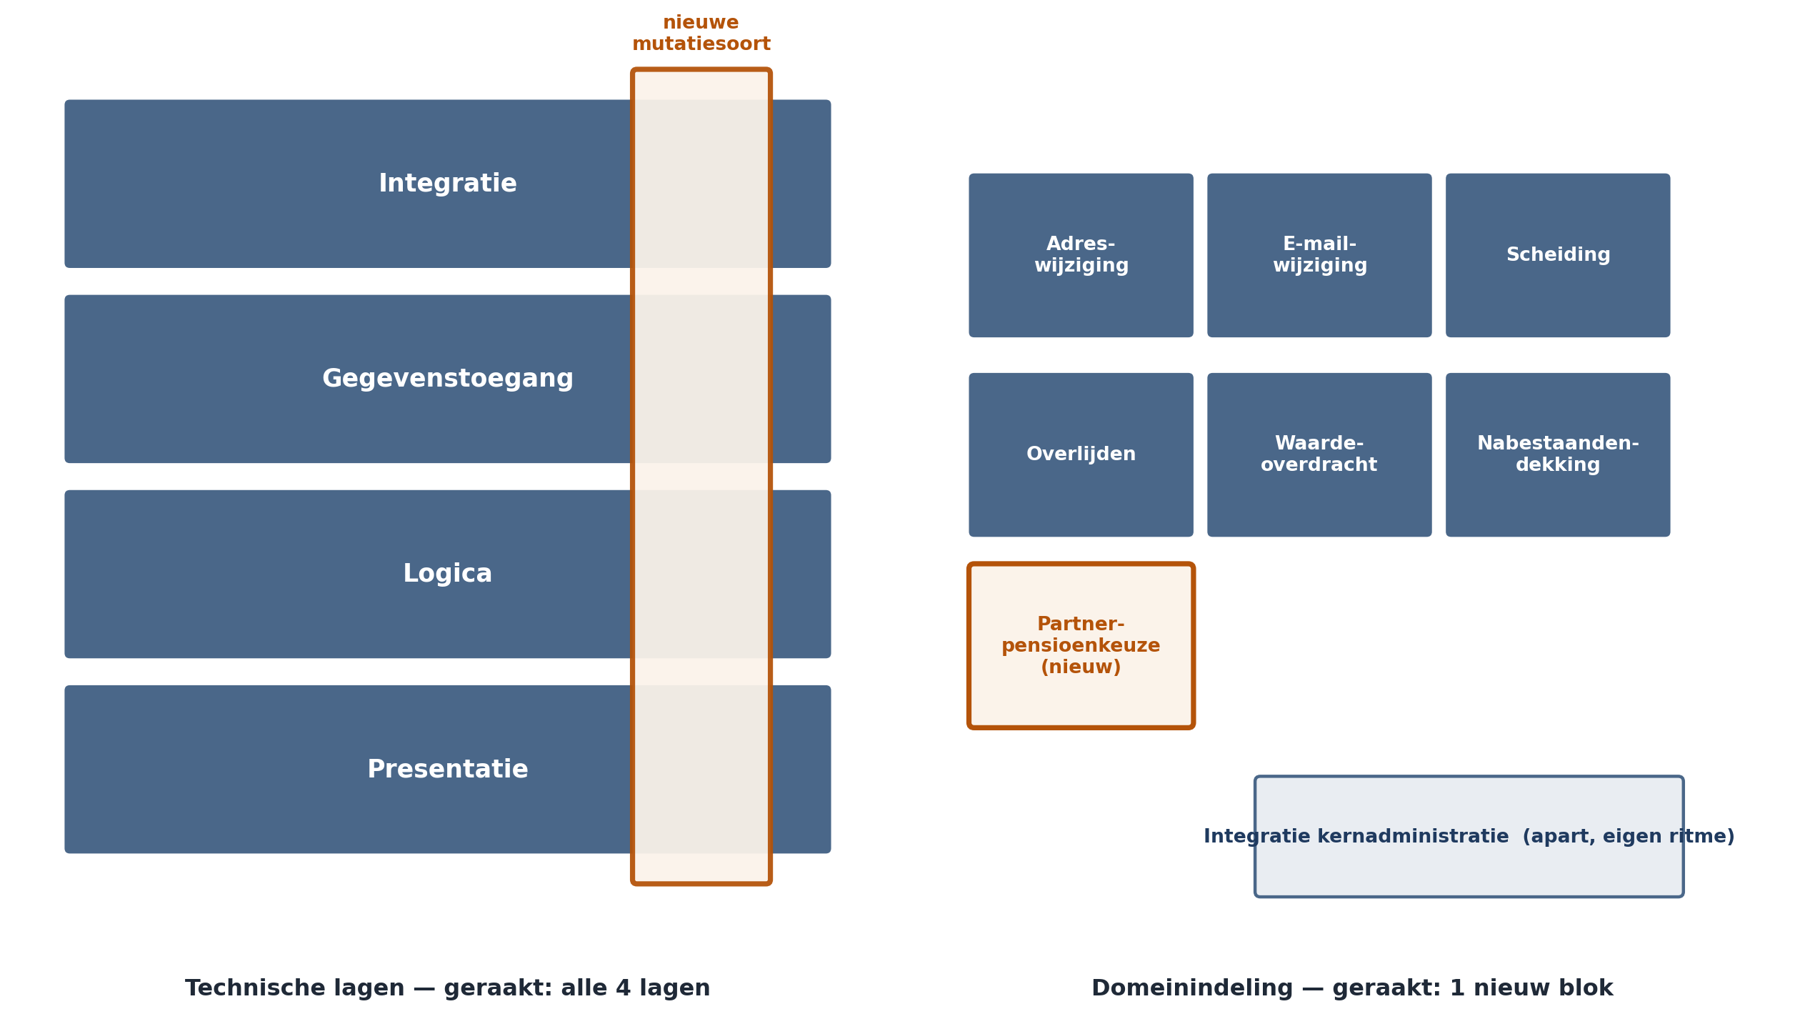 nieuwe
mutatiesoort
Integratie
Gegevenstoegang
Logica
Presentatie
Technische lagen — geraakt: alle 4 lagen
Adres-
wijziging
E-mail-
wijziging
Scheiding
Overlijden
Waarde-
overdracht
Nabestaanden-
dekking
Partner-
pensioenkeuze
(nieuw)
Integratie kernadministratie  (apart, eigen ritme)
Domeinindeling — geraakt: 1 nieuw blok